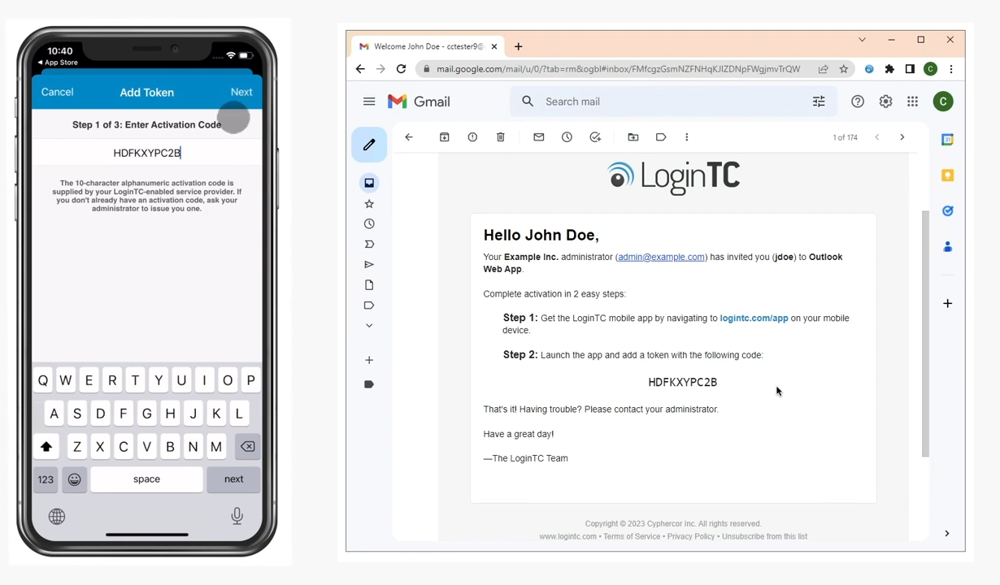 10:40
App Store
Cancel
Add Token
Next
Step 1 of 3: Enter Activation Code
HDFKXYPC2B
The 10-character alphanumeric activation code is
supplied by your LoginTC-enabled service provider. If
you don't already have an activation code, ask your
administrator to issue you one.
Q W E R T Y U I O P
A S D F G H J K L
Z X C V B N M
123
space
next
Welcome John Doe - cctester9@
mail.google.com/mail/u/0/?tab=rm&ogbl#inbox/FMfcgzGsmNZFNHqKJIZDNpFWgjmvTrQW
C
Gmail
Search mail
C
1 of 174
LoginTC
Hello John Doe,
Your Example Inc. administrator (admin@example.com) has invited you (jdoe) to Outlook
Web App.
Complete activation in 2 easy steps:
Step 1: Get the LoginTC mobile app by navigating to logintc.com/app on your mobile
device.
Step 2: Launch the app and add a token with the following code:
HDFKXYPC2B
That's it! Having trouble? Please contact your administrator.
Have a great day!
—The LoginTC Team
Copyright © 2023 Cyphercor Inc. All rights reserved.
www.logintc.com • Terms of Service • Privacy Policy • Unsubscribe from this list